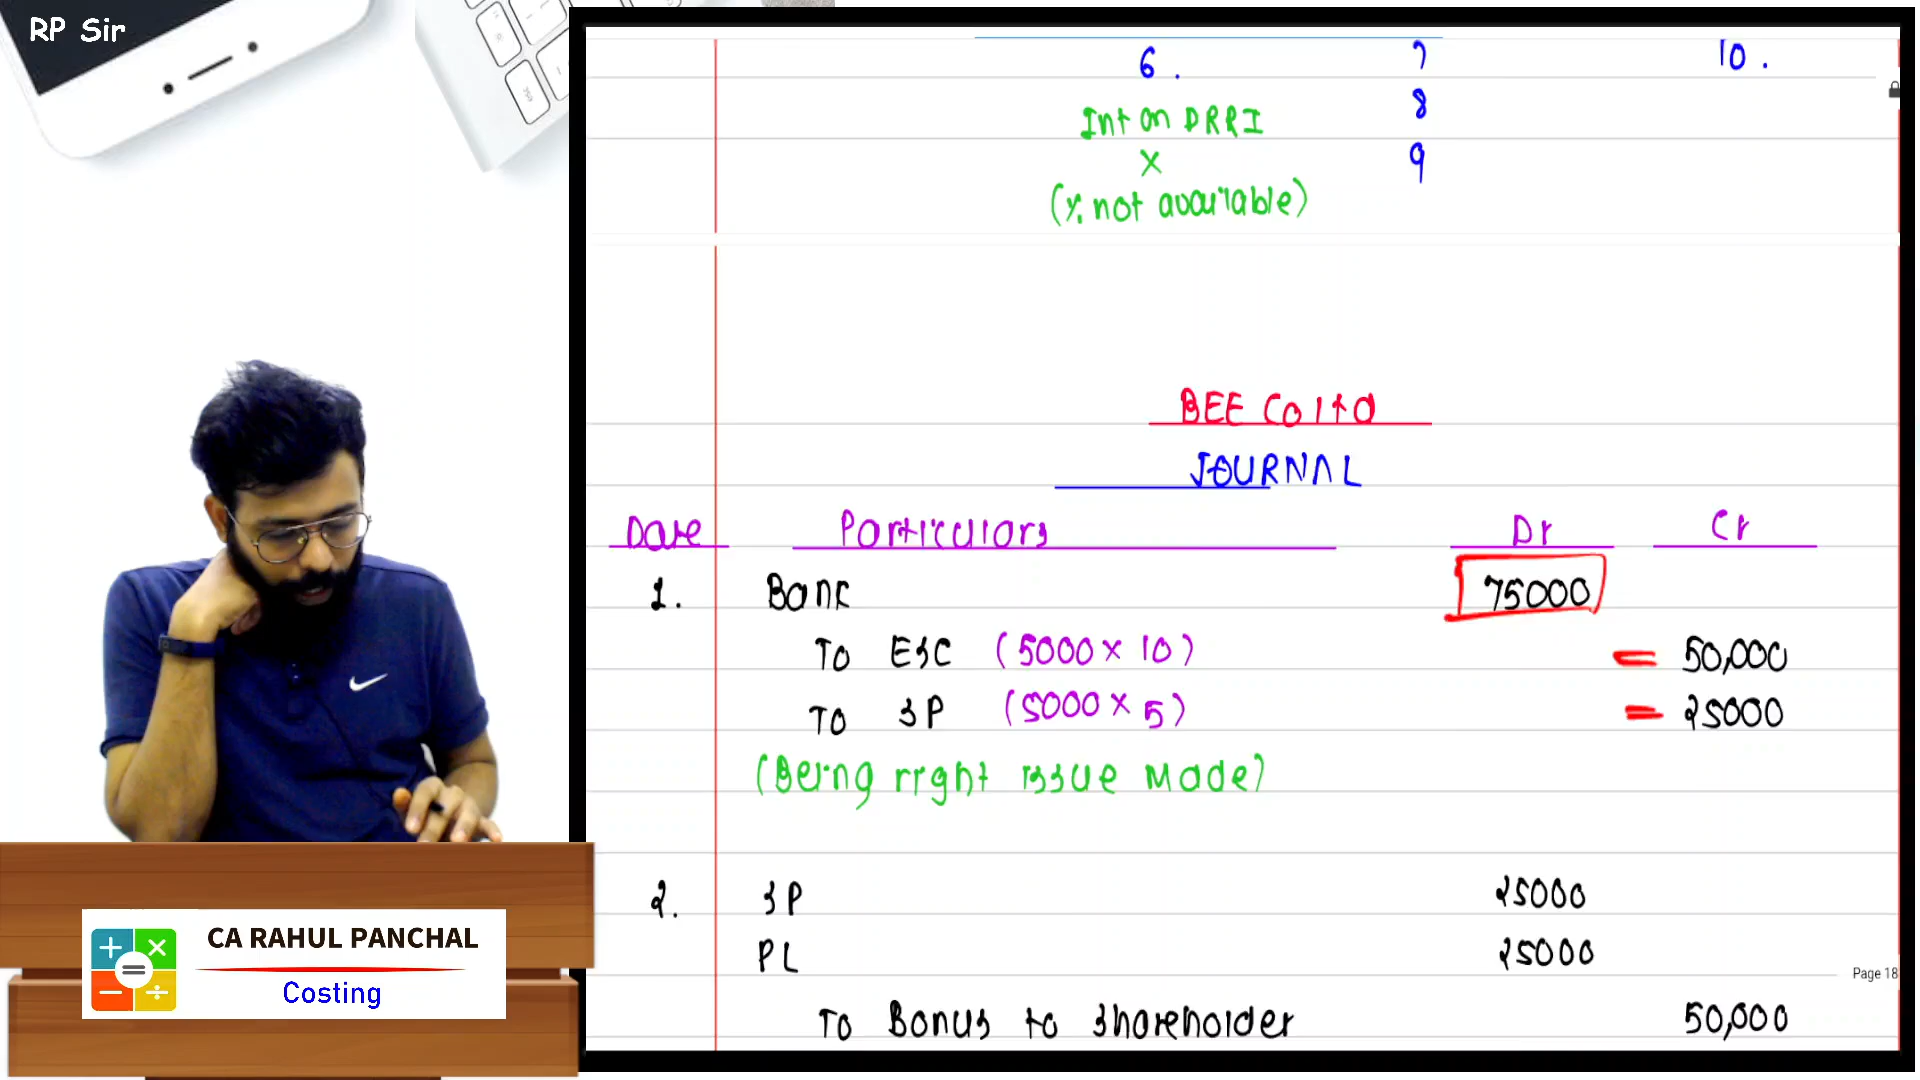 RP Sir
6 . 7 10 .
Int on DRRI 8
X 9
(% not available)
BEE Co ltd
JOURNAL
Date Particulars Dr Cr
1. Bank 75000
To ESC (5000 × 10) 50,000
To SP (5000 × 5) 25000
(Being right issue Made)
2. SP 25000
PL 25000
Page 18
To Bonus to Shareholder 50,000
CA RAHUL PANCHAL
Costing